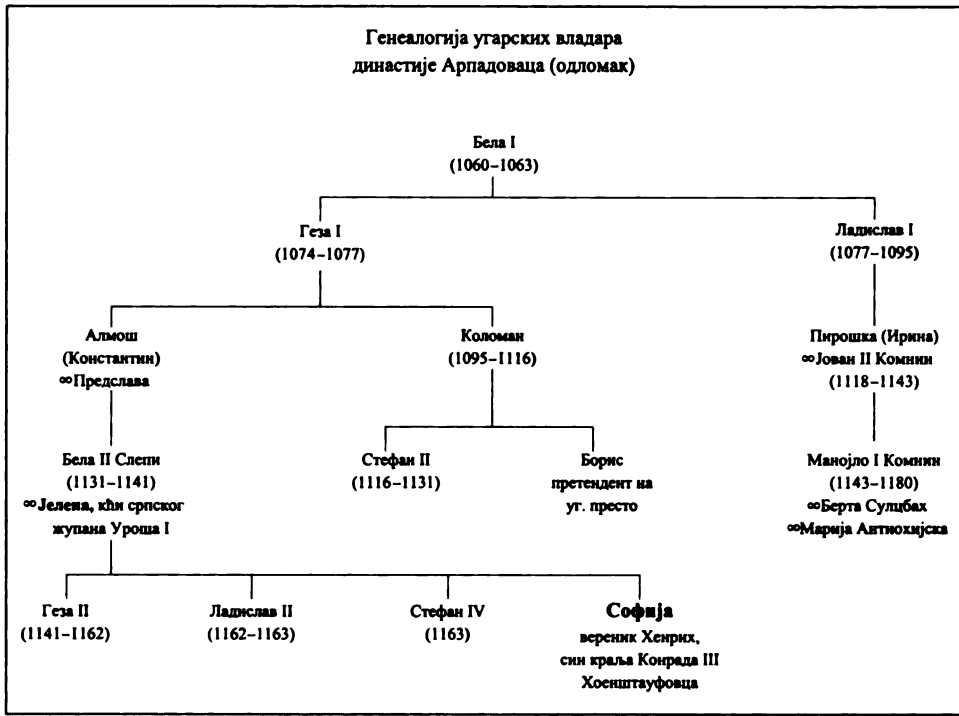 Генеалогија угарских владара
династије Арпадоваца (одломак)
Бела I
(1060–1063)
Геза I
(1074–1077)
Ладислав I
(1077–1095)
Алмош
(Константин)
∞Предслава
Коломан
(1095–1116)
Пирошка (Ирина)
∞Јован II Комнин
(1118–1143)
Бела II Слепи
(1131–1141)
∞Јелена, кћи српског
жупана Уроша I
Стефан II
(1116–1131)
Борис
претендент на
уг. престо
Манојло I Комнин
(1143–1180)
∞Берта Сулцбах
∞Марија Антиохијска
Геза II
(1141–1162)
Ладислав II
(1162–1163)
Стефан IV
(1163)
Софија
вереник Хенрих,
син краља Конрада III
Хоенштауфовца